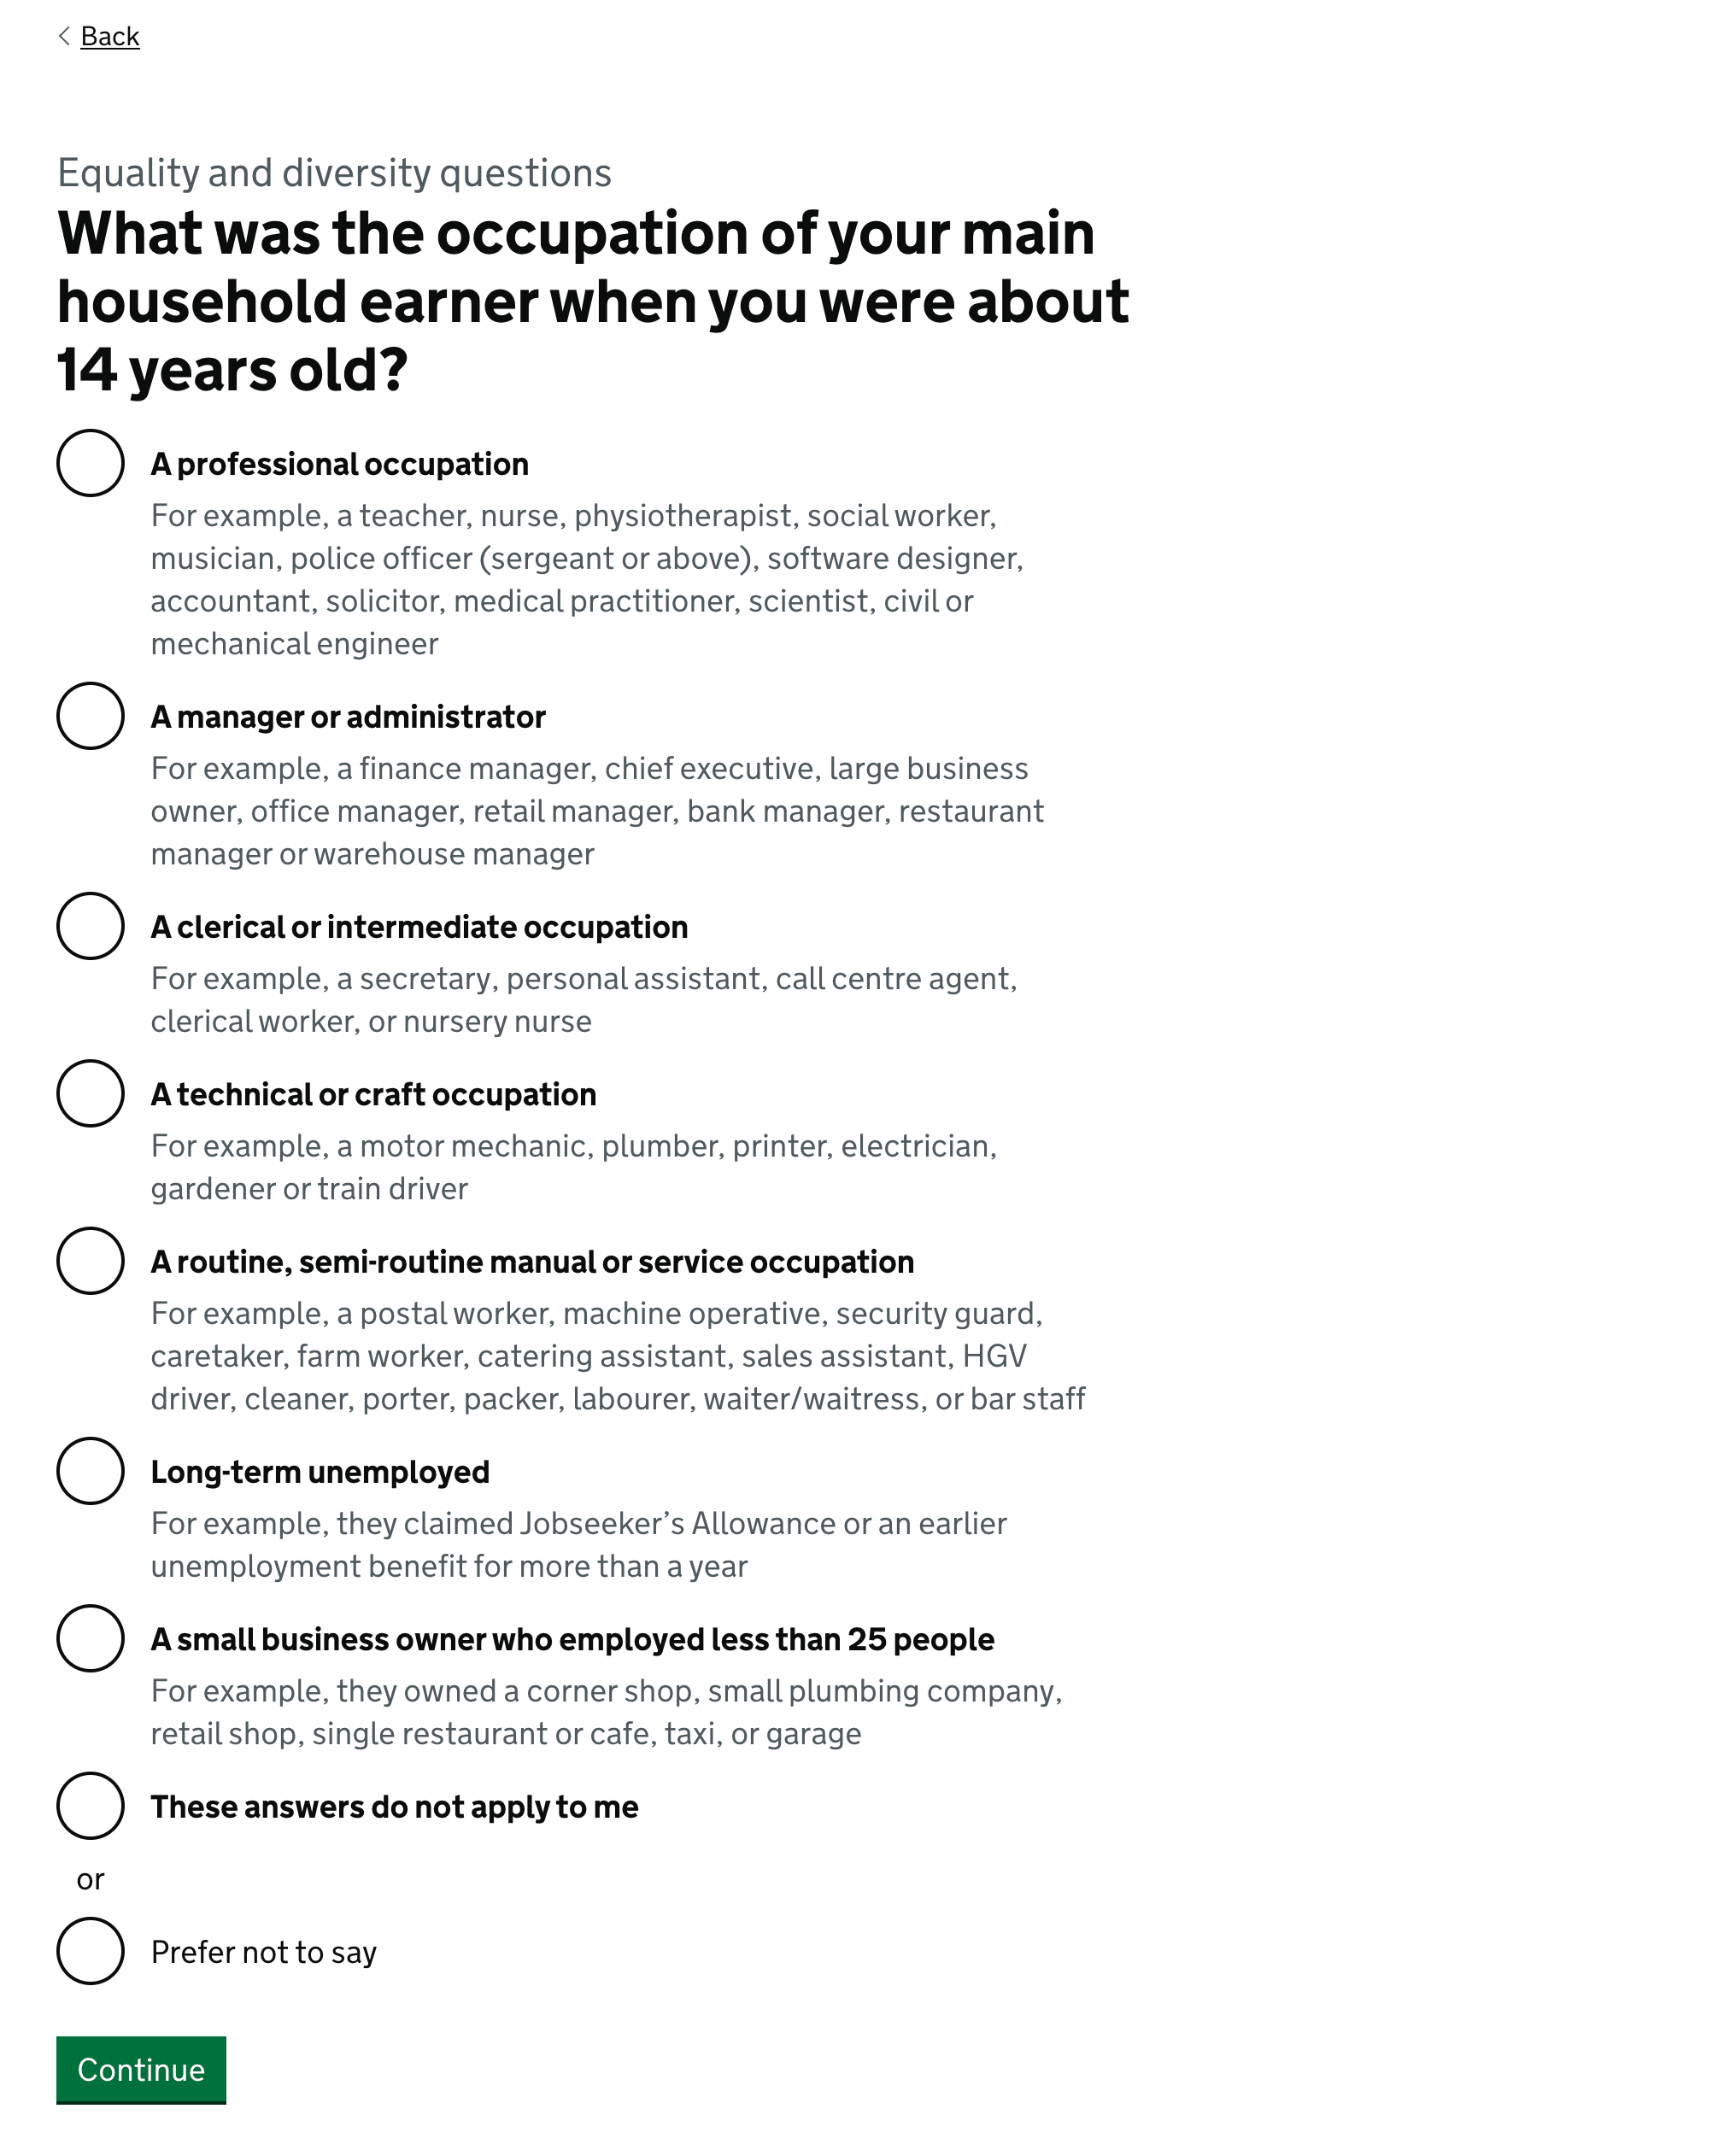 Back
Equality and diversity questions
What was the occupation of your main
household earner when you were about
14 years old?
A professional occupation
For example, a teacher, nurse, physiotherapist, social worker,
musician, police officer (sergeant or above), software designer,
accountant, solicitor, medical practitioner, scientist, civil or
mechanical engineer
A manager or administrator
For example, a finance manager, chief executive, large business
owner, office manager, retail manager, bank manager, restaurant
manager or warehouse manager
A clerical or intermediate occupation
For example, a secretary, personal assistant, call centre agent,
clerical worker, or nursery nurse
A technical or craft occupation
For example, a motor mechanic, plumber, printer, electrician,
gardener or train driver
A routine, semi-routine manual or service occupation
For example, a postal worker, machine operative, security guard,
caretaker, farm worker, catering assistant, sales assistant, HGV
driver, cleaner, porter, packer, labourer, waiter/waitress, or bar staff
Long-term unemployed
For example, they claimed Jobseeker’s Allowance or an earlier
unemployment benefit for more than a year
A small business owner who employed less than 25 people
For example, they owned a corner shop, small plumbing company,
retail shop, single restaurant or cafe, taxi, or garage
These answers do not apply to me
or
Prefer not to say
Continue